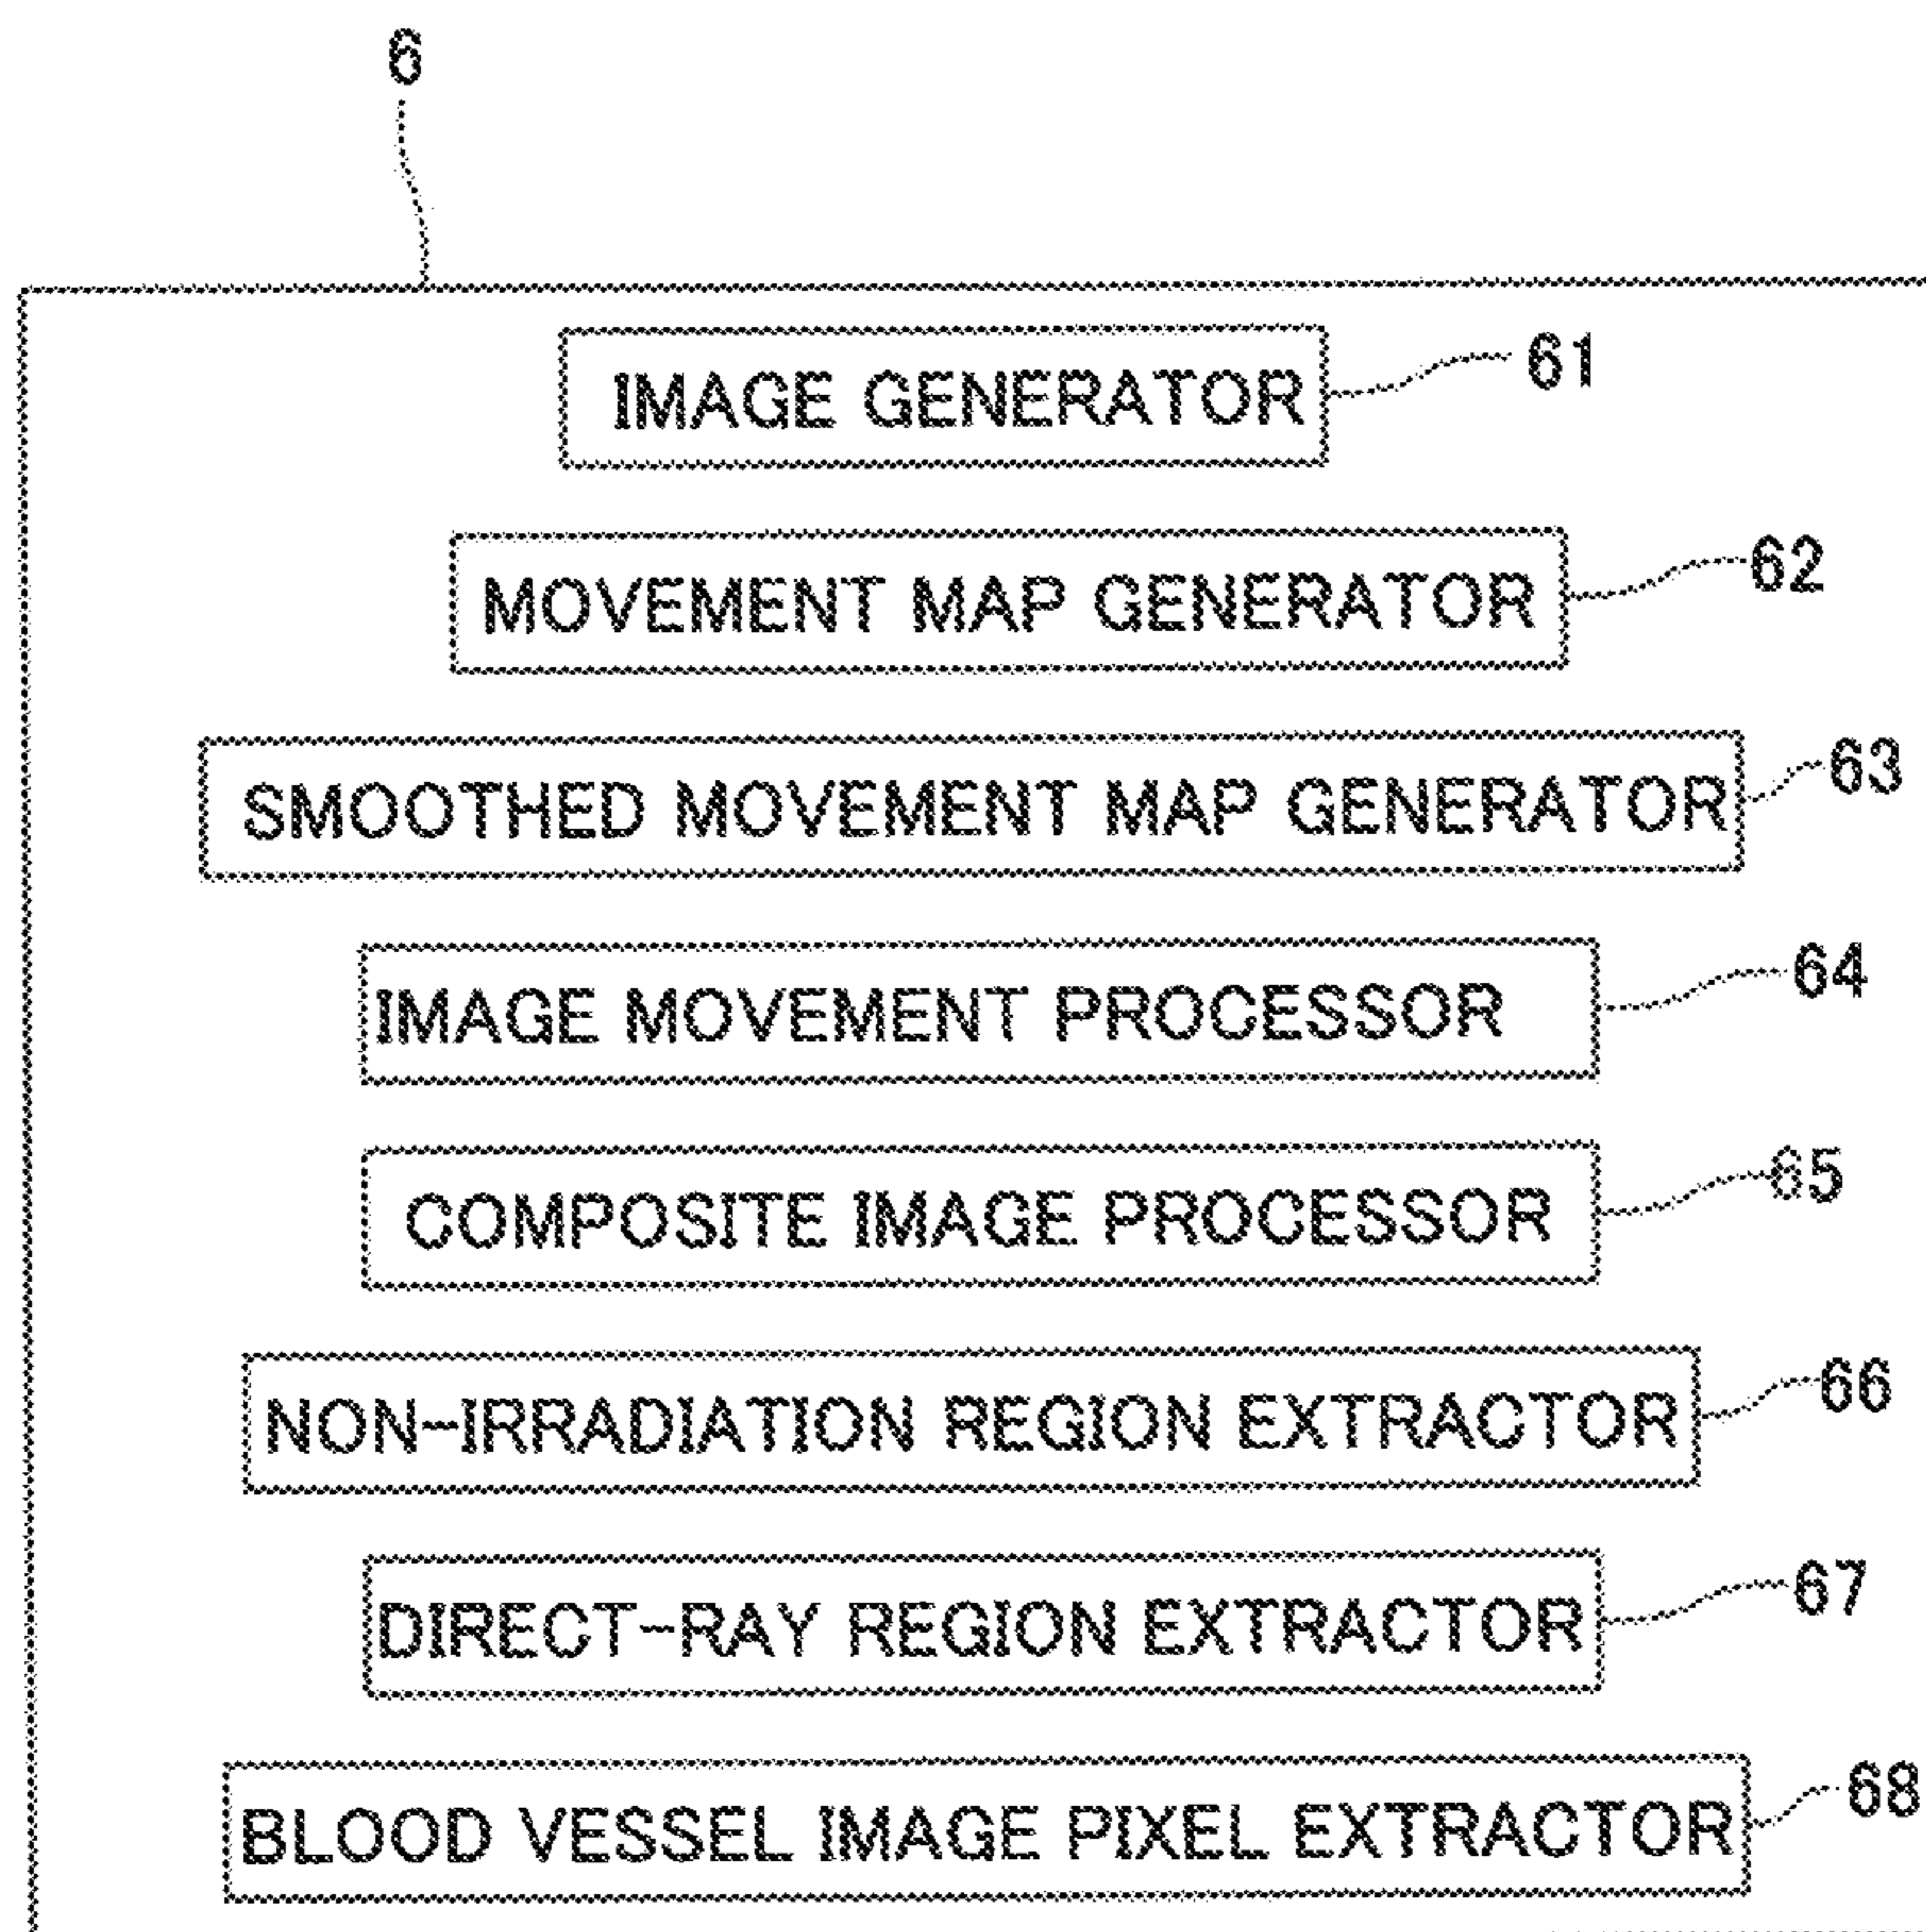 6
IMAGE GENERATOR 61
MOVEMENT MAP GENERATOR 62
SMOOTHED MOVEMENT MAP GENERATOR 63
IMAGE MOVEMENT PROCESSOR 64
COMPOSITE IMAGE PROCESSOR 65
NON-IRRADIATION REGION EXTRACTOR 66
DIRECT-RAY REGION EXTRACTOR 67
BLOOD VESSEL IMAGE PIXEL EXTRACTOR 68